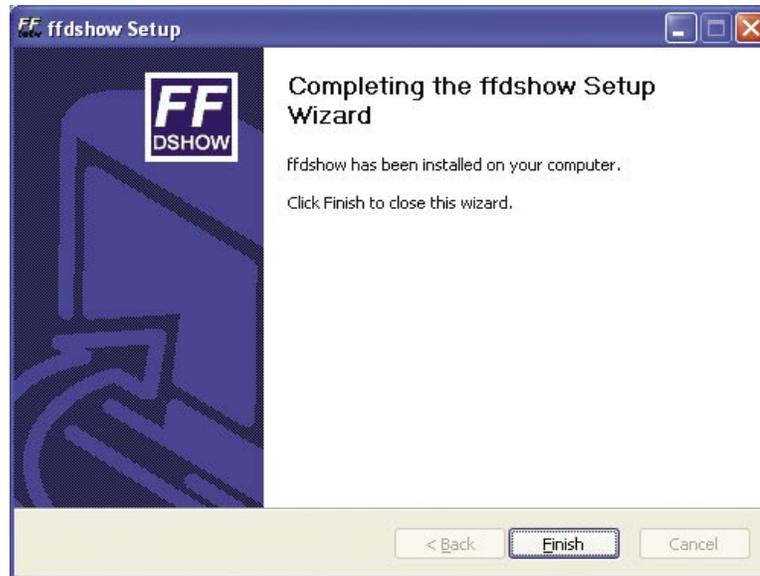 ffdshow Setup
FF
DSHOW
Completing the ffdshow Setup
Wizard
ffdshow has been installed on your computer.
Click Finish to close this wizard.
< Back
Finish
Cancel